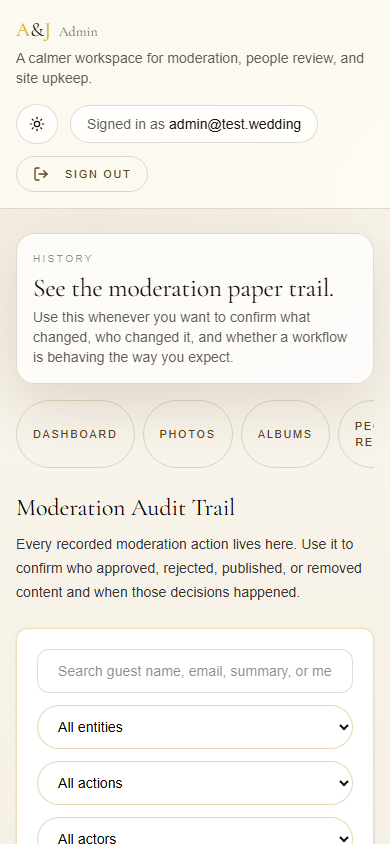 A&J Admin
A calmer workspace for moderation, people review, and
site upkeep.
Signed in as admin@test.wedding
SIGN OUT
HISTORY
See the moderation paper trail.
Use this whenever you want to confirm what
changed, who changed it, and whether a workflow
is behaving the way you expect.
DASHBOARD
PHOTOS
ALBUMS
Moderation Audit Trail
Every recorded moderation action lives here. Use it to
confirm who approved, rejected, published, or removed
content and when those decisions happened.
Search guest name, email, summary, or me
All entities
All actions
All actors